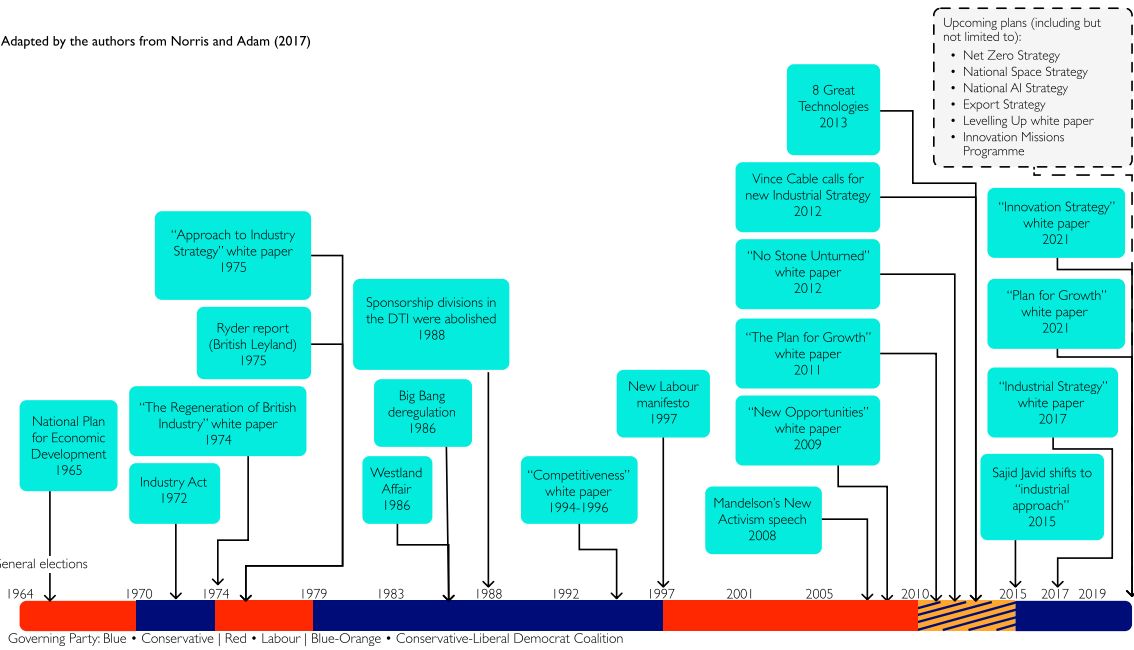 Adapted by the authors from Norris and Adam (2017)
Upcoming plans (including but
not limited to):
• Net Zero Strategy
• National Space Strategy
• National AI Strategy
• Export Strategy
• Levelling Up white paper
• Innovation Missions
Programme
8 Great
Technologies
2013
Vince Cable calls for
new Industrial Strategy
2012
"No Stone Unturned"
white paper
2012
"The Plan for Growth"
white paper
2011
"New Opportunities"
white paper
2009
Mandelson's New
Activism speech
2008
"Innovation Strategy"
white paper
2021
"Plan for Growth"
white paper
2021
"Industrial Strategy"
white paper
2017
Sajid Javid shifts to
"industrial
approach"
2015
"Approach to Industry
Strategy" white paper
1975
Ryder report
(British Leyland)
1975
"The Regeneration of British
Industry" white paper
1974
Industry Act
1972
National Plan
for Economic
Development
1965
Sponsorship divisions in
the DTI were abolished
1988
Big Bang
deregulation
1986
Westland
Affair
1986
"Competitiveness"
white paper
1994-1996
New Labour
manifesto
1997
General elections
1964 1970 1974 1979 1983 1988 1992 1997 2001 2005 2010 2015 2017 2019
Governing Party: Blue • Conservative | Red • Labour | Blue-Orange • Conservative-Liberal Democrat Coalition